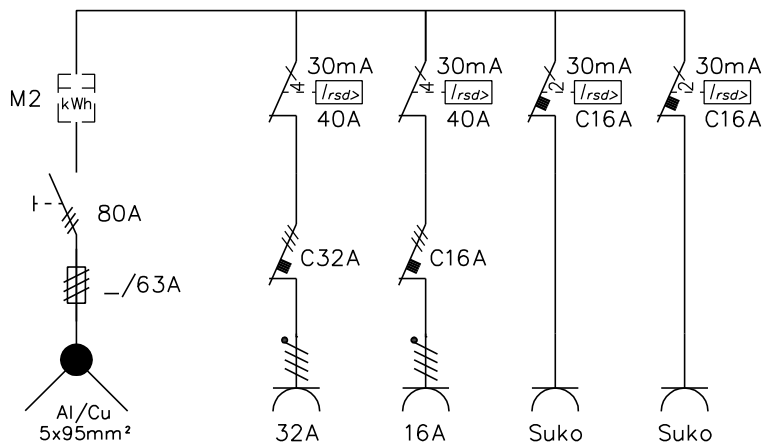 30mA
30mA
30mA
30mA
4
Irsd>
4
Irsd>
2
Irsd>
2
Irsd>
M2
kWh
40A
40A
C16A
C16A
80A
C32A
C16A
_/63A
Al/Cu
5x95mm²
32A
16A
Suko
Suko